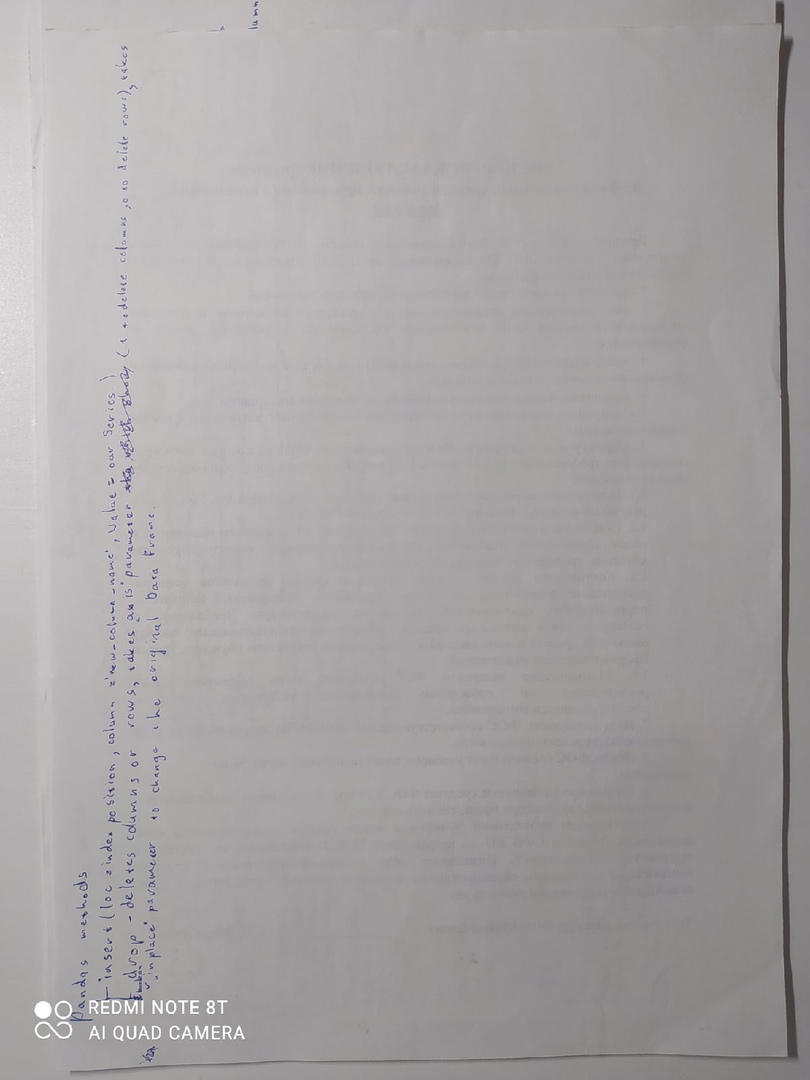 Pandas methods
insert (loc = index position, column = 'new_column_name', Value = our Series)
drop - deletes columns or rows, takes 'axis' parameter (1 to delete columns, 0 to delete rows), takes
'inplace' parameter to change the original Data Frame.
lumn
REDMI NOTE 8T
AI QUAD CAMERA